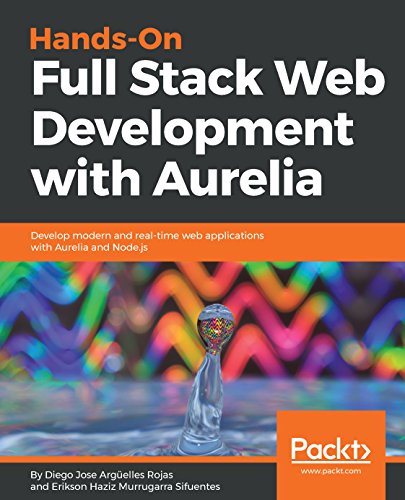 Hands-On
Full Stack Web
Development
with Aurelia
Develop modern and real-time web applications
with Aurelia and Node.js
Packt>
www.packt.com
By Diego Jose Argüelles Rojas
and Erikson Haziz Murrugarra Sifuentes